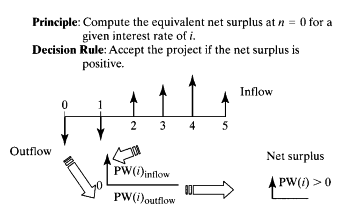 Principle: Compute the equivalent net surplus at n = 0 for a
given interest rate of i.
Decision Rule: Accept the project if the net surplus is
positive.
Inflow
0 1
2 3 4 5
Outflow
Net surplus
PW(i)inflow
PW(i) > 0
0
PW(i)outflow